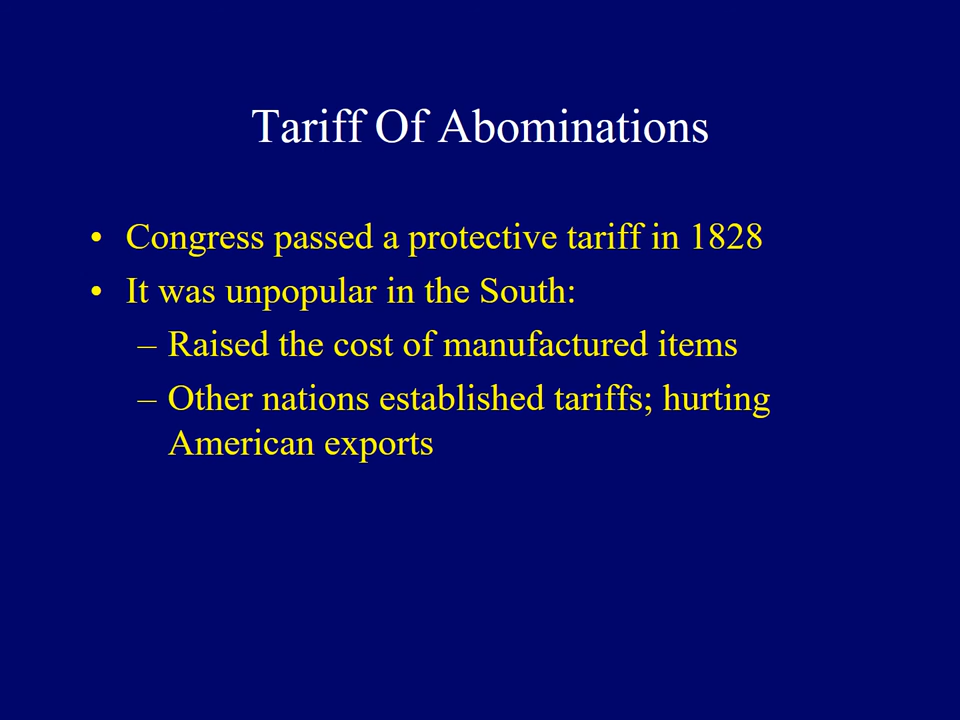 Tariff Of Abominations
• Congress passed a protective tariff in 1828
• It was unpopular in the South:
– Raised the cost of manufactured items
– Other nations established tariffs; hurting
American exports